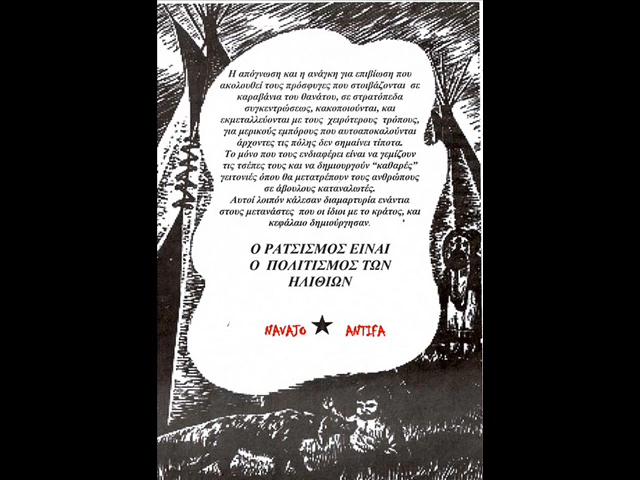 Η απόγνωση και η ανάγκη για επιβίωση που
ακολουθεί τους πρόσφυγες που στοιβάζονται σε
καραβάνια του θανάτου, σε στρατόπεδα
συγκεντρώσεως, κακοποιούνται, και
εκμεταλλεύονται με τους χειρότερους τρόπους,
για μερικούς εμπόρους που αυτοαποκαλούνται
άρχοντες τις πόλης δεν σημαίνει τίποτα.
Το μόνο που τους ενδιαφέρει είναι να γεμίζουν
τις τσέπες τους και να δημιουργούν “καθαρές”
γειτονιές όπου θα μετατρέπουν τους ανθρώπους
σε άβουλους καταναλωτές.
Αυτοί λοιπόν κάλεσαν διαμαρτυρία ενάντια
στους μετανάστες που οι ίδιοι με το κράτος, και
κεφάλαιο δημιούργησαν.
Ο ΡΑΤΣΙΣΜΟΣ ΕΙΝΑΙ
Ο ΠΟΛΙΤΙΣΜΟΣ ΤΩΝ
ΗΛΙΘΙΩΝ
NAVAJO ★ ANTIFA